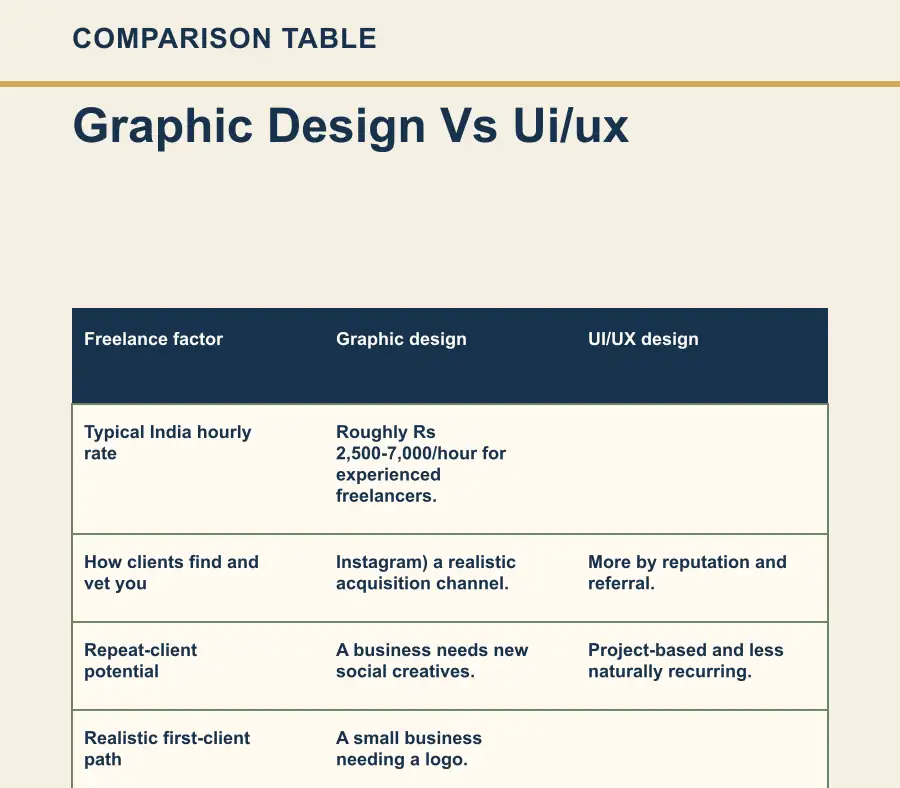 COMPARISON TABLE
Graphic Design Vs Ui/ux
Freelance factor
Graphic design
UI/UX design
Typical India hourly
rate
Roughly Rs
2,500-7,000/hour for
experienced
freelancers.
How clients find and
vet you
Instagram) a realistic
acquisition channel.
More by reputation and
referral.
Repeat-client
potential
A business needs new
social creatives.
Project-based and less
naturally recurring.
Realistic first-client
path
A small business
needing a logo.